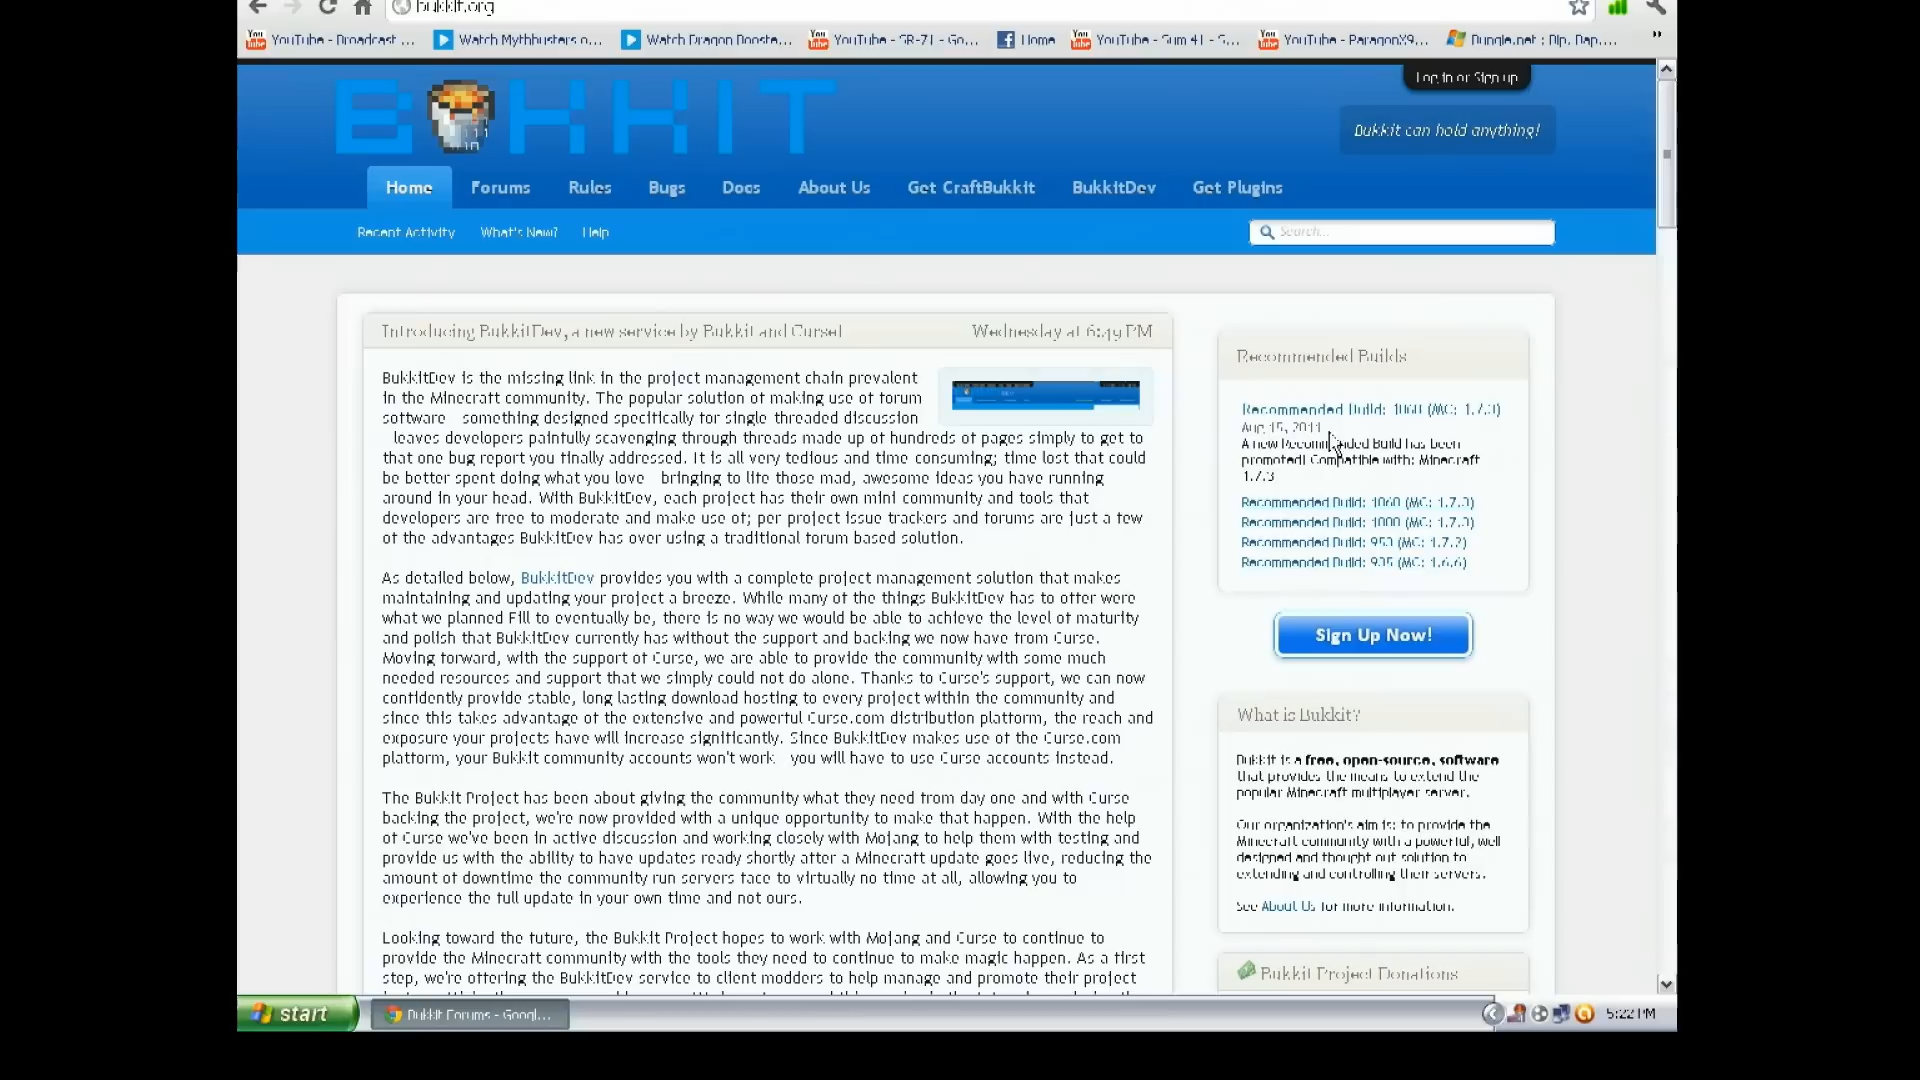 bukkit.org
YouTube - Broadcast ...
Watch Mythbusters o...
Watch Dragon Booste...
YouTube - SR-71 - Go...
Home
YouTube - Sum 41 - S...
YouTube - ParagonX9...
Bungie.net : Blp, Bap,...
BUKKIT
Log in or Sign up
Bukkit can hold anything!
Home
Forums
Rules
Bugs
Docs
About Us
Get CraftBukkit
BukkitDev
Get Plugins
Recent Activity
What's New?
Help
Search...
Introducing BukkitDev, a new service by Bukkit and Curse!
Wednesday at 6:49 PM
BukkitDev is the missing link in the project management chain prevalent
in the Minecraft community. The popular solution of making use of forum
software something designed specifically for single threaded discussion
leaves developers painfully scavenging through threads made up of hundreds of pages simply to get to
that one bug report you finally addressed. It is all very tedious and time consuming; time lost that could
be better spent doing what you love bringing to life those mad, awesome ideas you have running
around in your head. With BukkitDev, each project has their own mini community and tools that
developers are free to moderate and make use of; per project issue trackers and forums are just a few
of the advantages BukkitDev has over using a traditional forum based solution.
As detailed below, BukkitDev provides you with a complete project management solution that makes
maintaining and updating your project a breeze. While many of the things BukkitDev has to offer were
what we planned Fill to eventually be, there is no way we would be able to achieve the level of maturity
and polish that BukkitDev currently has without the support and backing we now have from Curse.
Moving forward, with the support of Curse, we are able to provide the community with some much
needed resources and support that we simply could not do alone. Thanks to Curse's support, we can now
confidently provide stable, long lasting download hosting to every project within the community and
since this takes advantage of the extensive and powerful Curse.com distribution platform, the reach and
exposure your projects have will increase significantly. Since BukkitDev makes use of the Curse.com
platform, your Bukkit community accounts won't work you will have to use Curse accounts instead.
The Bukkit Project has been about giving the community what they need from day one and with Curse
backing the project, we're now provided with a unique opportunity to make that happen. With the help
of Curse we've been in active discussion and working closely with Mojang to help them with testing and
provide us with the ability to have updates ready shortly after a Minecraft update goes live, reducing the
amount of downtime the community run servers face to virtually no time at all, allowing you to
experience the full update in your own time and not ours.
Looking toward the future, the Bukkit Project hopes to work with Mojang and Curse to continue to
provide the Minecraft community with the tools they need to continue to make magic happen. As a first
step, we're offering the BukkitDev service to client modders to help manage and promote their project
Recommended Builds
Recommended Build: 1060 (MC: 1.7.3)
Aug 15, 2011
A new Recommended Build has been
promoted! Compatible with: Minecraft
1.7.3
Recommended Build: 1060 (MC: 1.7.3)
Recommended Build: 1000 (MC: 1.7.3)
Recommended Build: 953 (MC: 1.7.2)
Recommended Build: 935 (MC: 1.6.6)
Sign Up Now!
What is Bukkit?
Bukkit is a free, open-source, software
that provides the means to extend the
popular Minecraft multiplayer server.
Our organization's aim is: to provide the
Minecraft community with a powerful, well
designed and thought out solution to
extending and controlling their servers.
See About Us for more information.
Bukkit Project Donations
start
Bukkit Forums - Googl...
5:22 PM